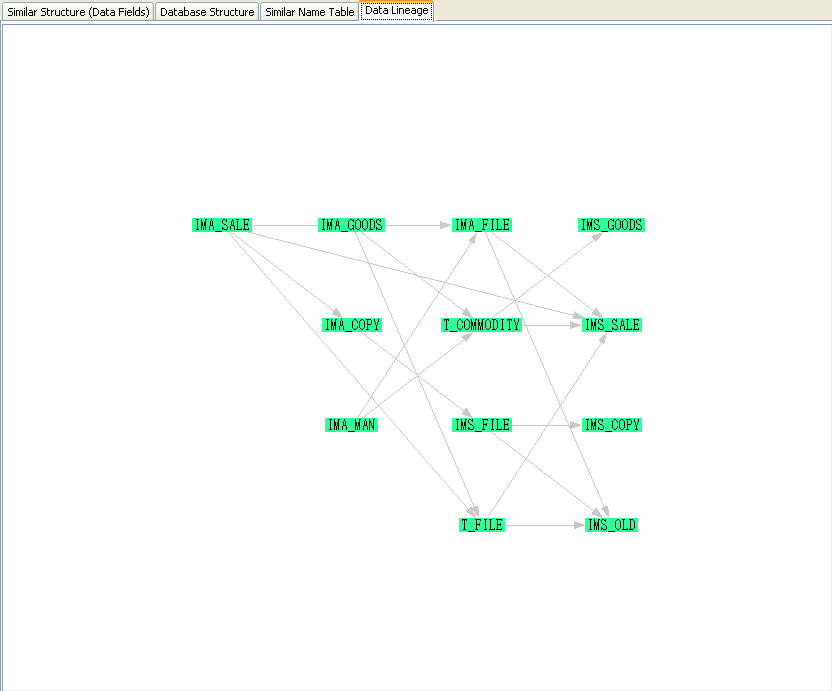 Similar Structure (Data Fields) Database Structure Similar Name Table Data Lineage
IMA_SALE IMA_GOODS IMA_FILE IMS_GOODS
IMA_COPY T_COMMODITY IMS_SALE
IMA_MAN IMS_FILE IMS_COPY
T_FILE IMS_OLD